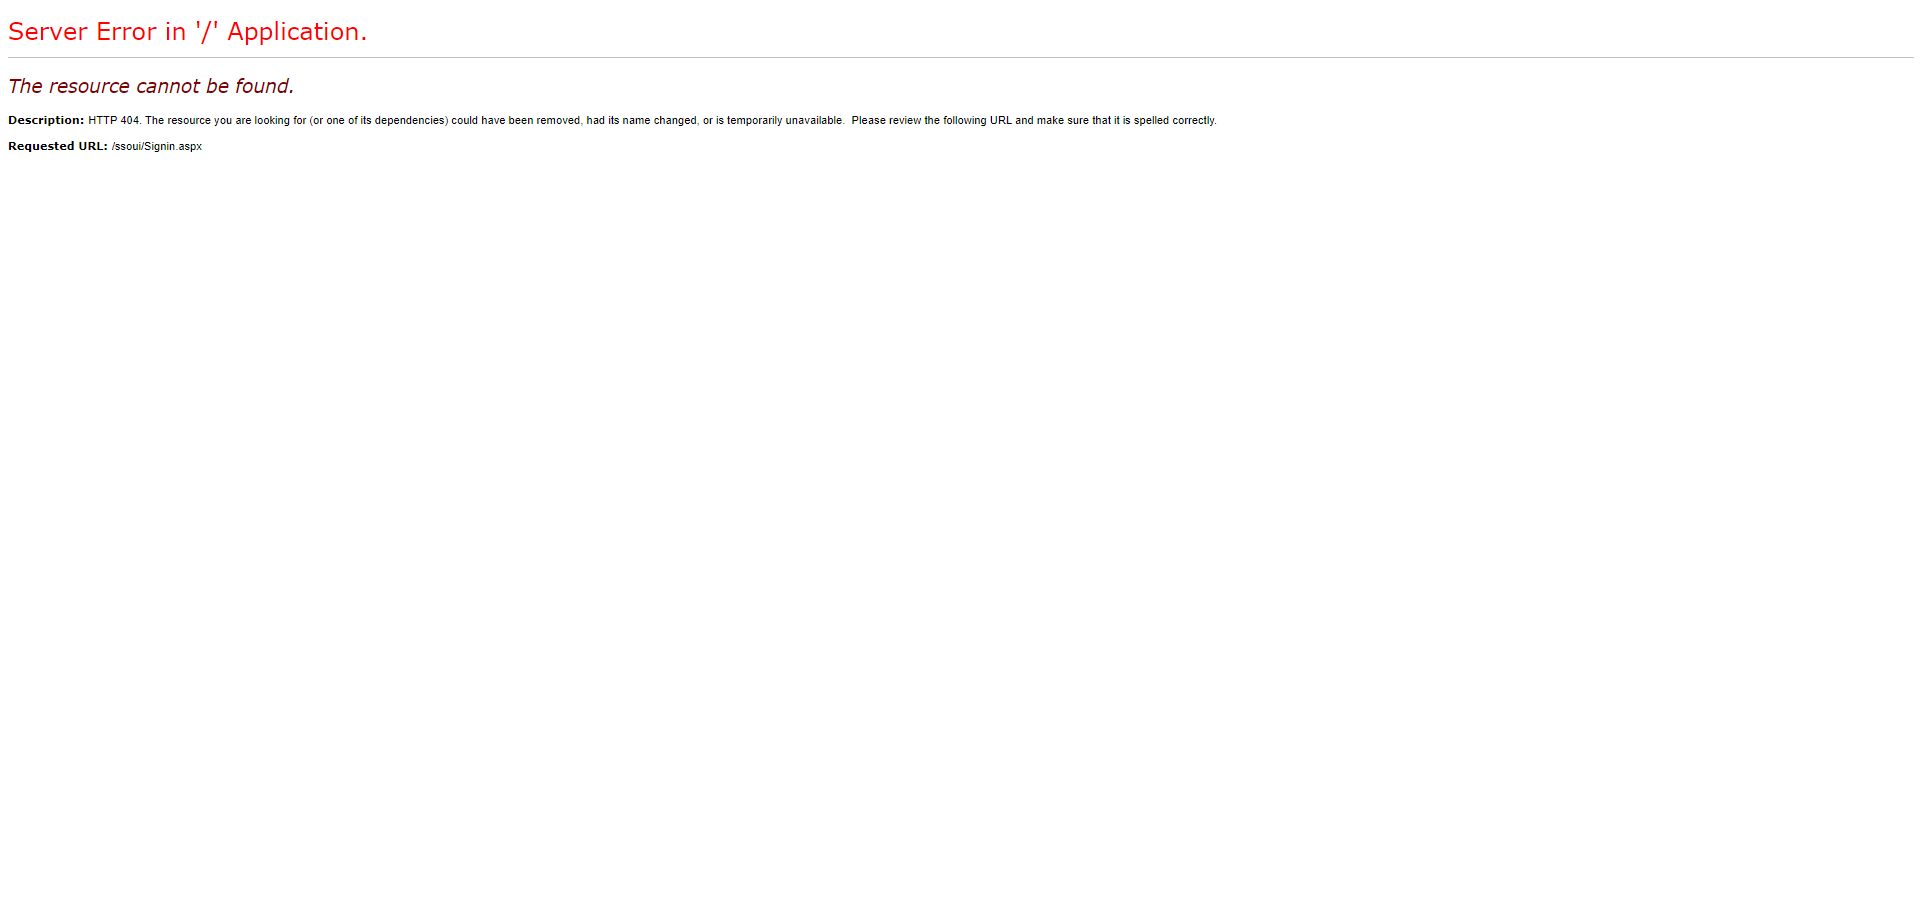 Server Error in '/' Application.
The resource cannot be found.
Description: HTTP 404. The resource you are looking for (or one of its dependencies) could have been removed, had its name changed, or is temporarily unavailable.  Please review the following URL and make sure that it is spelled correctly.
Requested URL: /ssoui/Signin.aspx